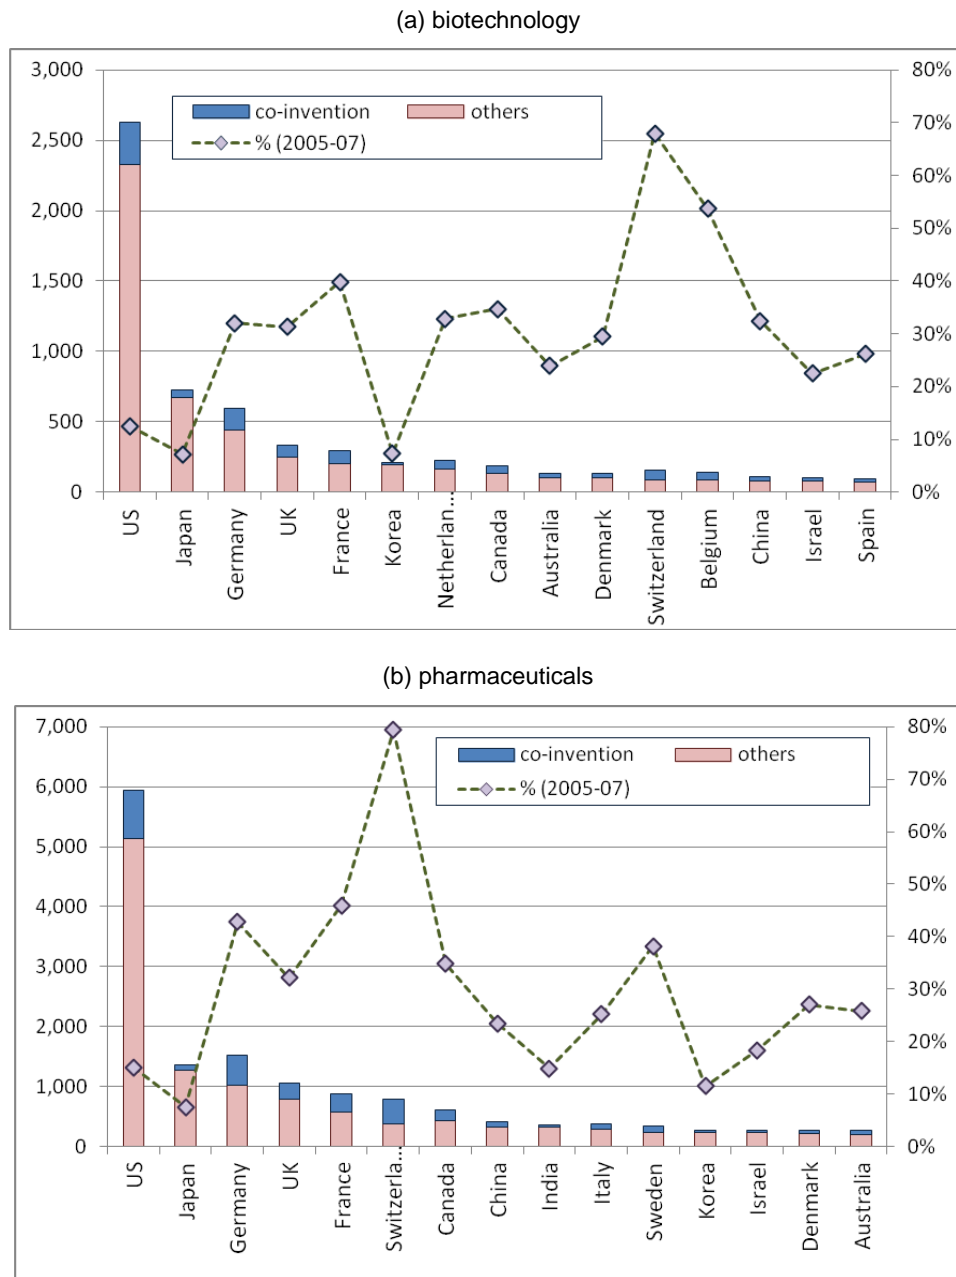 (a) biotechnology
3,000
2,500
2,000
1,500
1,000
500
0
80%
70%
60%
50%
40%
30%
20%
10%
0%
co-invention
others
% (2005-07)
US
Japan
Germany
UK
France
Korea
Netherlan...
Canada
Australia
Denmark
Switzerland
Belgium
China
Israel
Spain
(b) pharmaceuticals
7,000
6,000
5,000
4,000
3,000
2,000
1,000
0
80%
70%
60%
50%
40%
30%
20%
10%
0%
co-invention
others
% (2005-07)
US
Japan
Germany
UK
France
Switzerla...
Canada
China
India
Italy
Sweden
Korea
Israel
Denmark
Australia